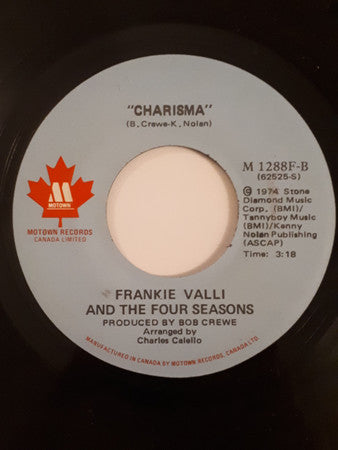 "CHARISMA"
(B. Crewe-K. Nolan)
M 1288F-B
(62525-S)
℗ 1974 Stone
Diamond Music
Corp. (BMI)/
Tannyboy Music
(BMI)/Kenny
Nolan Publishing
(ASCAP)
Time: 3:18
M
MOTOWN
MOTOWN RECORDS
CANADA LIMITED
FRANKIE VALLI
AND THE FOUR SEASONS
PRODUCED BY BOB CREWE
Arranged by
Charles Calello
MANUFACTURED IN CANADA BY MOTOWN RECORDS, CANADA LTD.